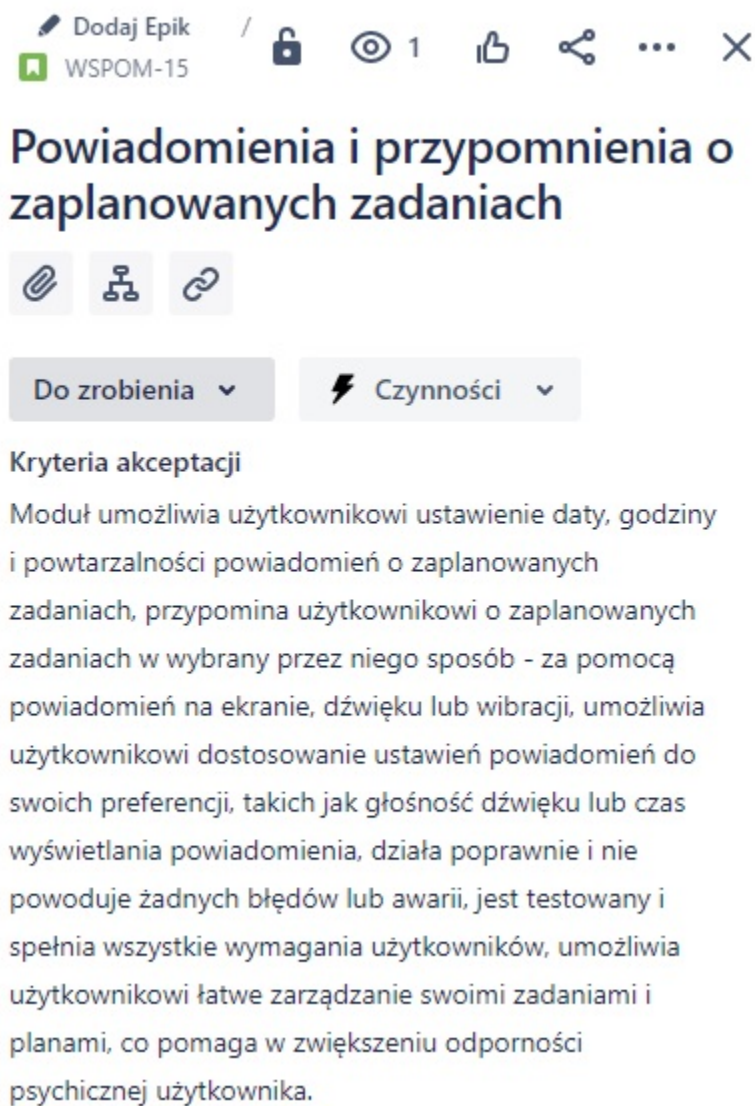 Dodaj Epik /
WSPOM-15
1
Powiadomienia i przypomnienia o
zaplanowanych zadaniach
Do zrobienia
Czynności
Kryteria akceptacji
Moduł umożliwia użytkownikowi ustawienie daty, godziny
i powtarzalności powiadomień o zaplanowanych
zadaniach, przypomina użytkownikowi o zaplanowanych
zadaniach w wybrany przez niego sposób - za pomocą
powiadomień na ekranie, dźwięku lub wibracji, umożliwia
użytkownikowi dostosowanie ustawień powiadomień do
swoich preferencji, takich jak głośność dźwięku lub czas
wyświetlania powiadomienia, działa poprawnie i nie
powoduje żadnych błędów lub awarii, jest testowany i
spełnia wszystkie wymagania użytkowników, umożliwia
użytkownikowi łatwe zarządzanie swoimi zadaniami i
planami, co pomaga w zwiększeniu odporności
psychicznej użytkownika.